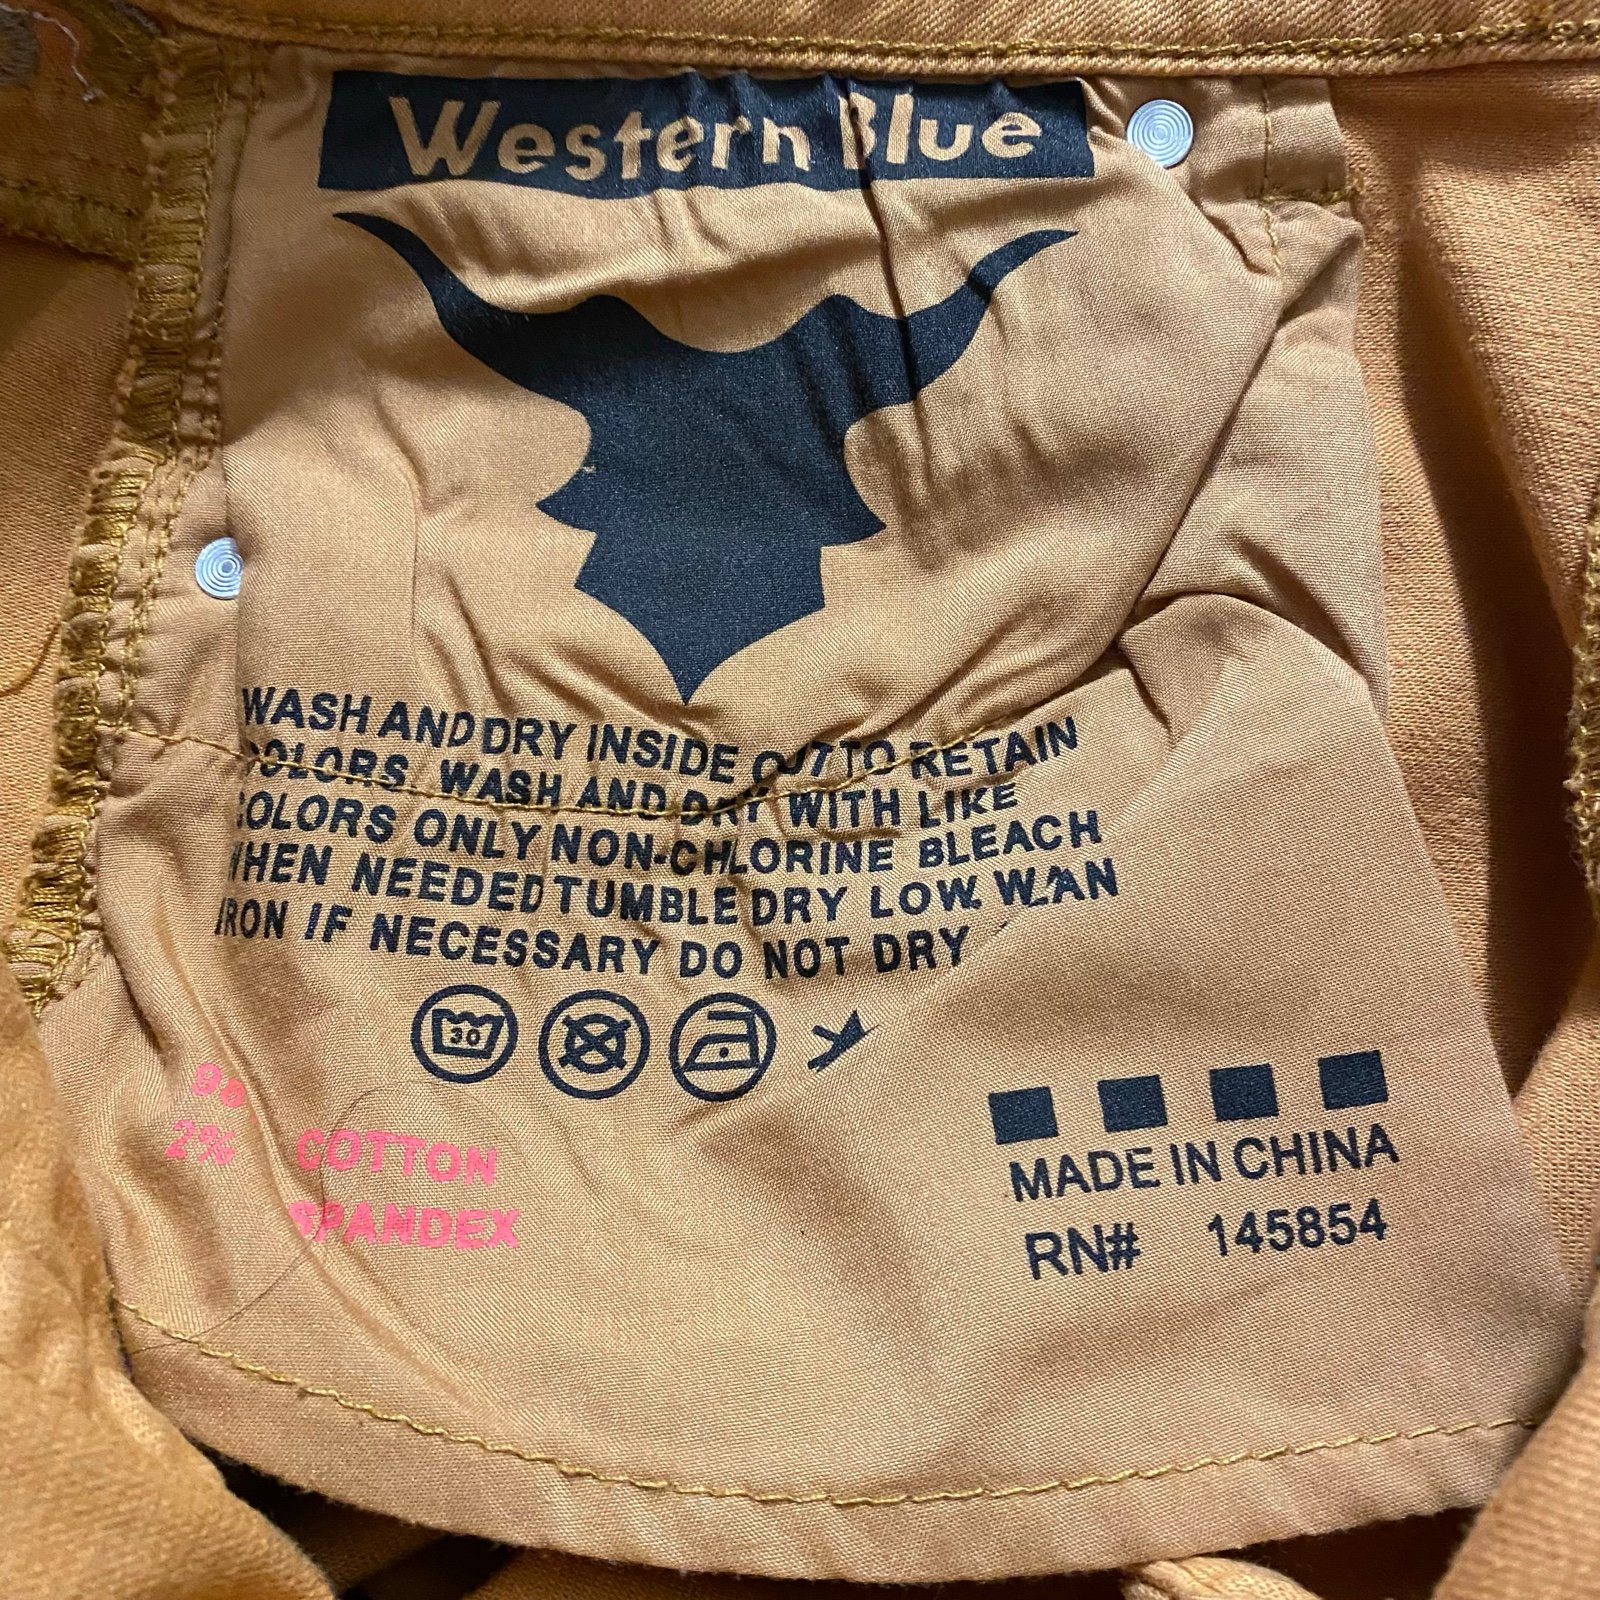 Western Blue
WASH AND DRY INSIDE OUT TO RETAIN
COLORS. WASH AND DRY WITH LIKE
COLORS ONLY NON-CHLORINE BLEACH
WHEN NEEDED TUMBLE DRY LOW. W.AN
IRON IF NECESSARY DO NOT DRY
30
2% COTTON
SPANDEX
MADE IN CHINA
RN# 145854